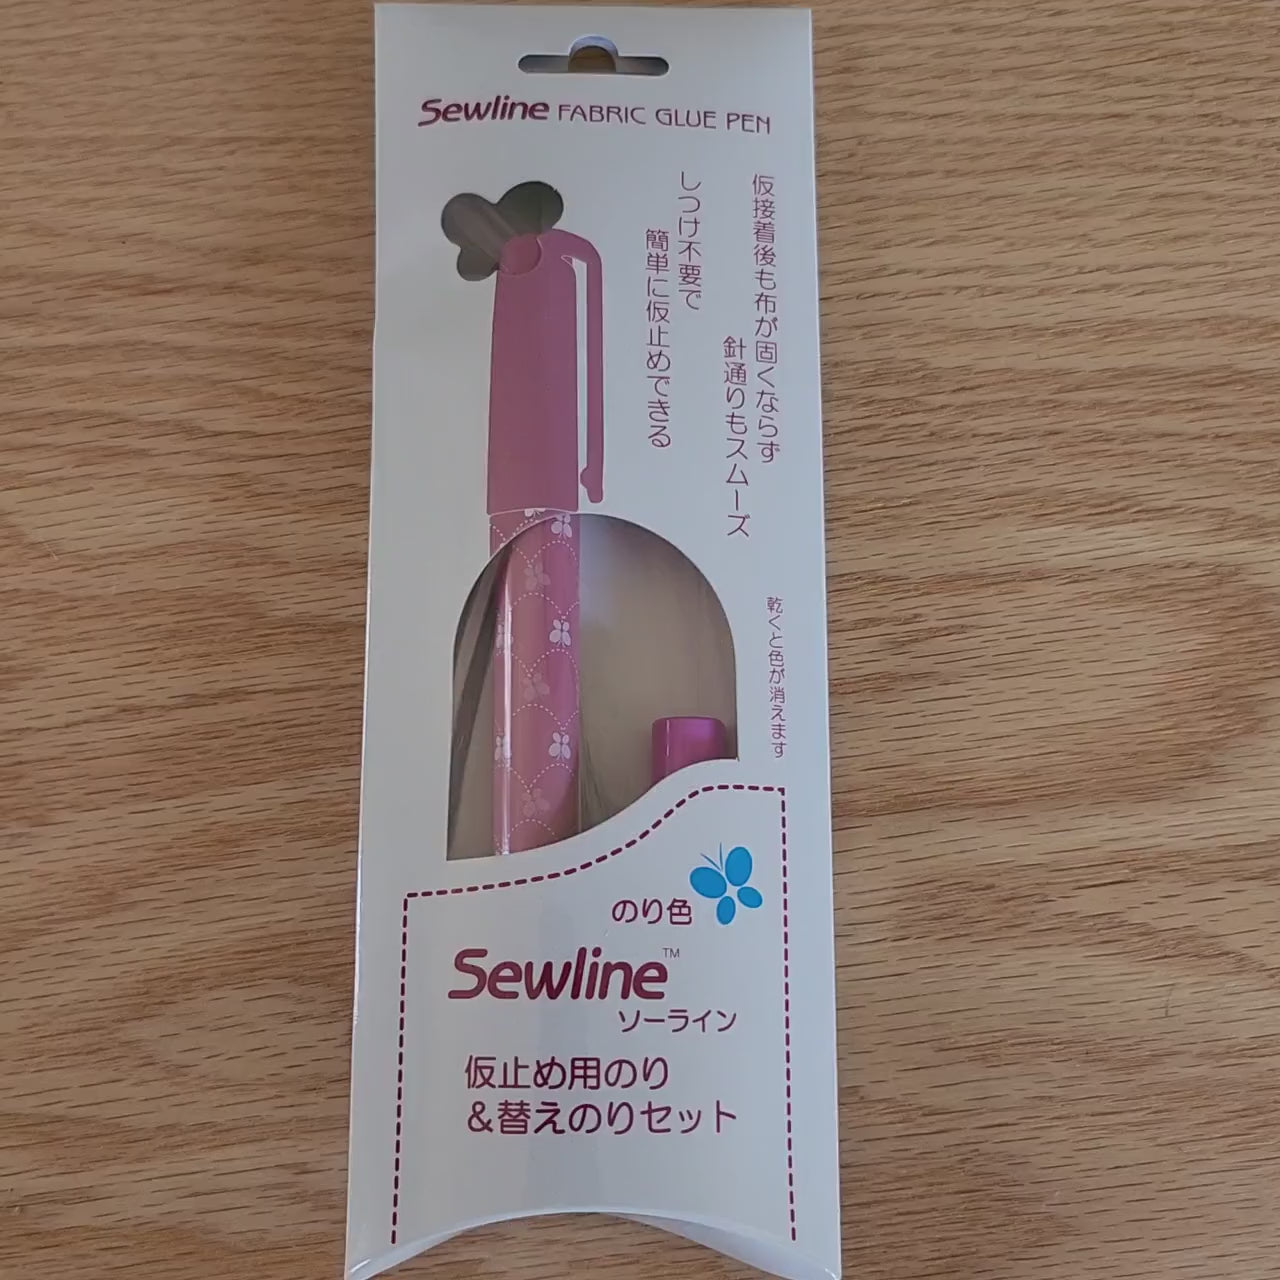 Sewline FABRIC GLUE PEN
仮接着後も布が固くならず
針通りもスムーズ
しつけ不要で
簡単に仮止めできる
乾くと色が消えます
のり色
Sewline™
ソーライン
仮止め用のり
&替えのりセット